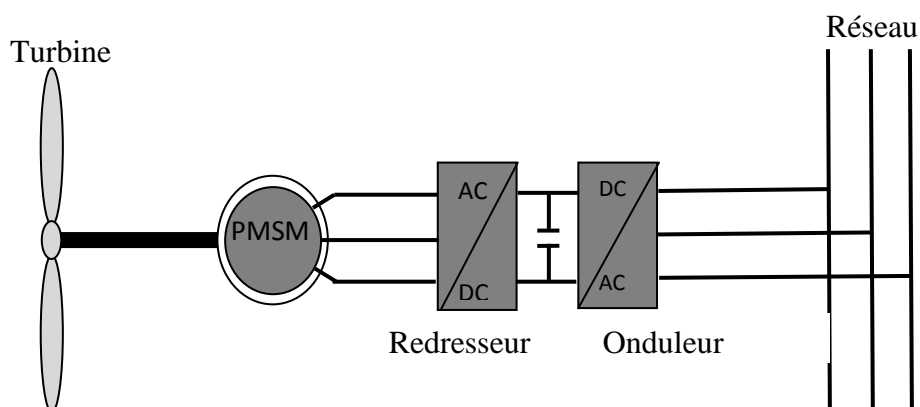 Réseau
Turbine
AC
DC
PMSM
DC
AC
Redresseur
Onduleur